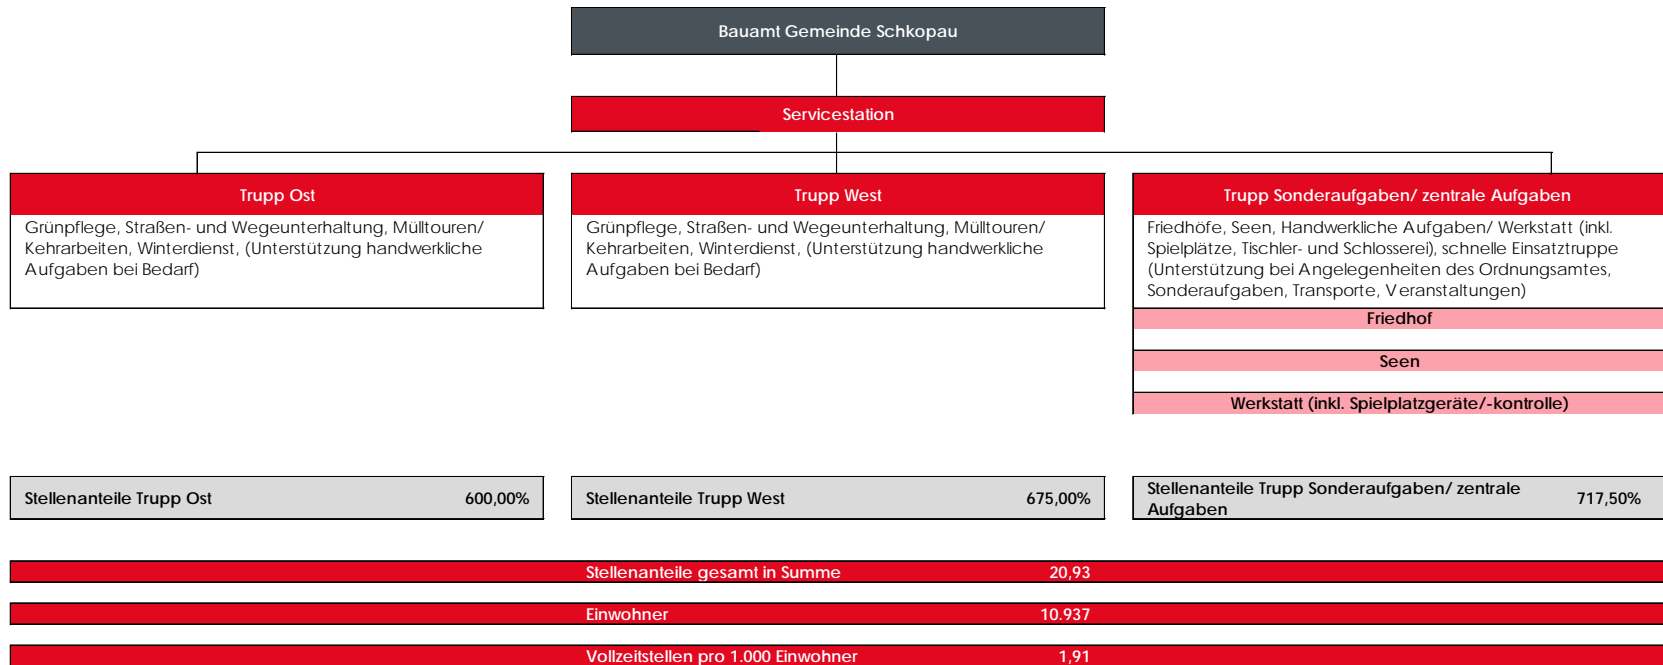 Bauamt Gemeinde Schkopau
Servicestation
Trupp Ost
Grünpflege, Straßen- und Wegeunterhaltung, Mülltouren/
Kehrarbeiten, Winterdienst, (Unterstützung handwerkliche
Aufgaben bei Bedarf)
Trupp West
Grünpflege, Straßen- und Wegeunterhaltung, Mülltouren/
Kehrarbeiten, Winterdienst, (Unterstützung handwerkliche
Aufgaben bei Bedarf)
Trupp Sonderaufgaben/ zentrale Aufgaben
Friedhöfe, Seen, Handwerkliche Aufgaben/ Werkstatt (inkl.
Spielplätze, Tischler- und Schlosserei), schnelle Einsatztruppe
(Unterstützung bei Angelegenheiten des Ordnungsamtes,
Sonderaufgaben, Transporte, Veranstaltungen)
Friedhof
Seen
Werkstatt (inkl. Spielplatzgeräte/-kontrolle)
Stellenanteile Trupp Ost 600,00%
Stellenanteile Trupp West 675,00%
Stellenanteile Trupp Sonderaufgaben/ zentrale
Aufgaben 717,50%
Stellenanteile gesamt in Summe 20,93
Einwohner 10.937
Vollzeitstellen pro 1.000 Einwohner 1,91